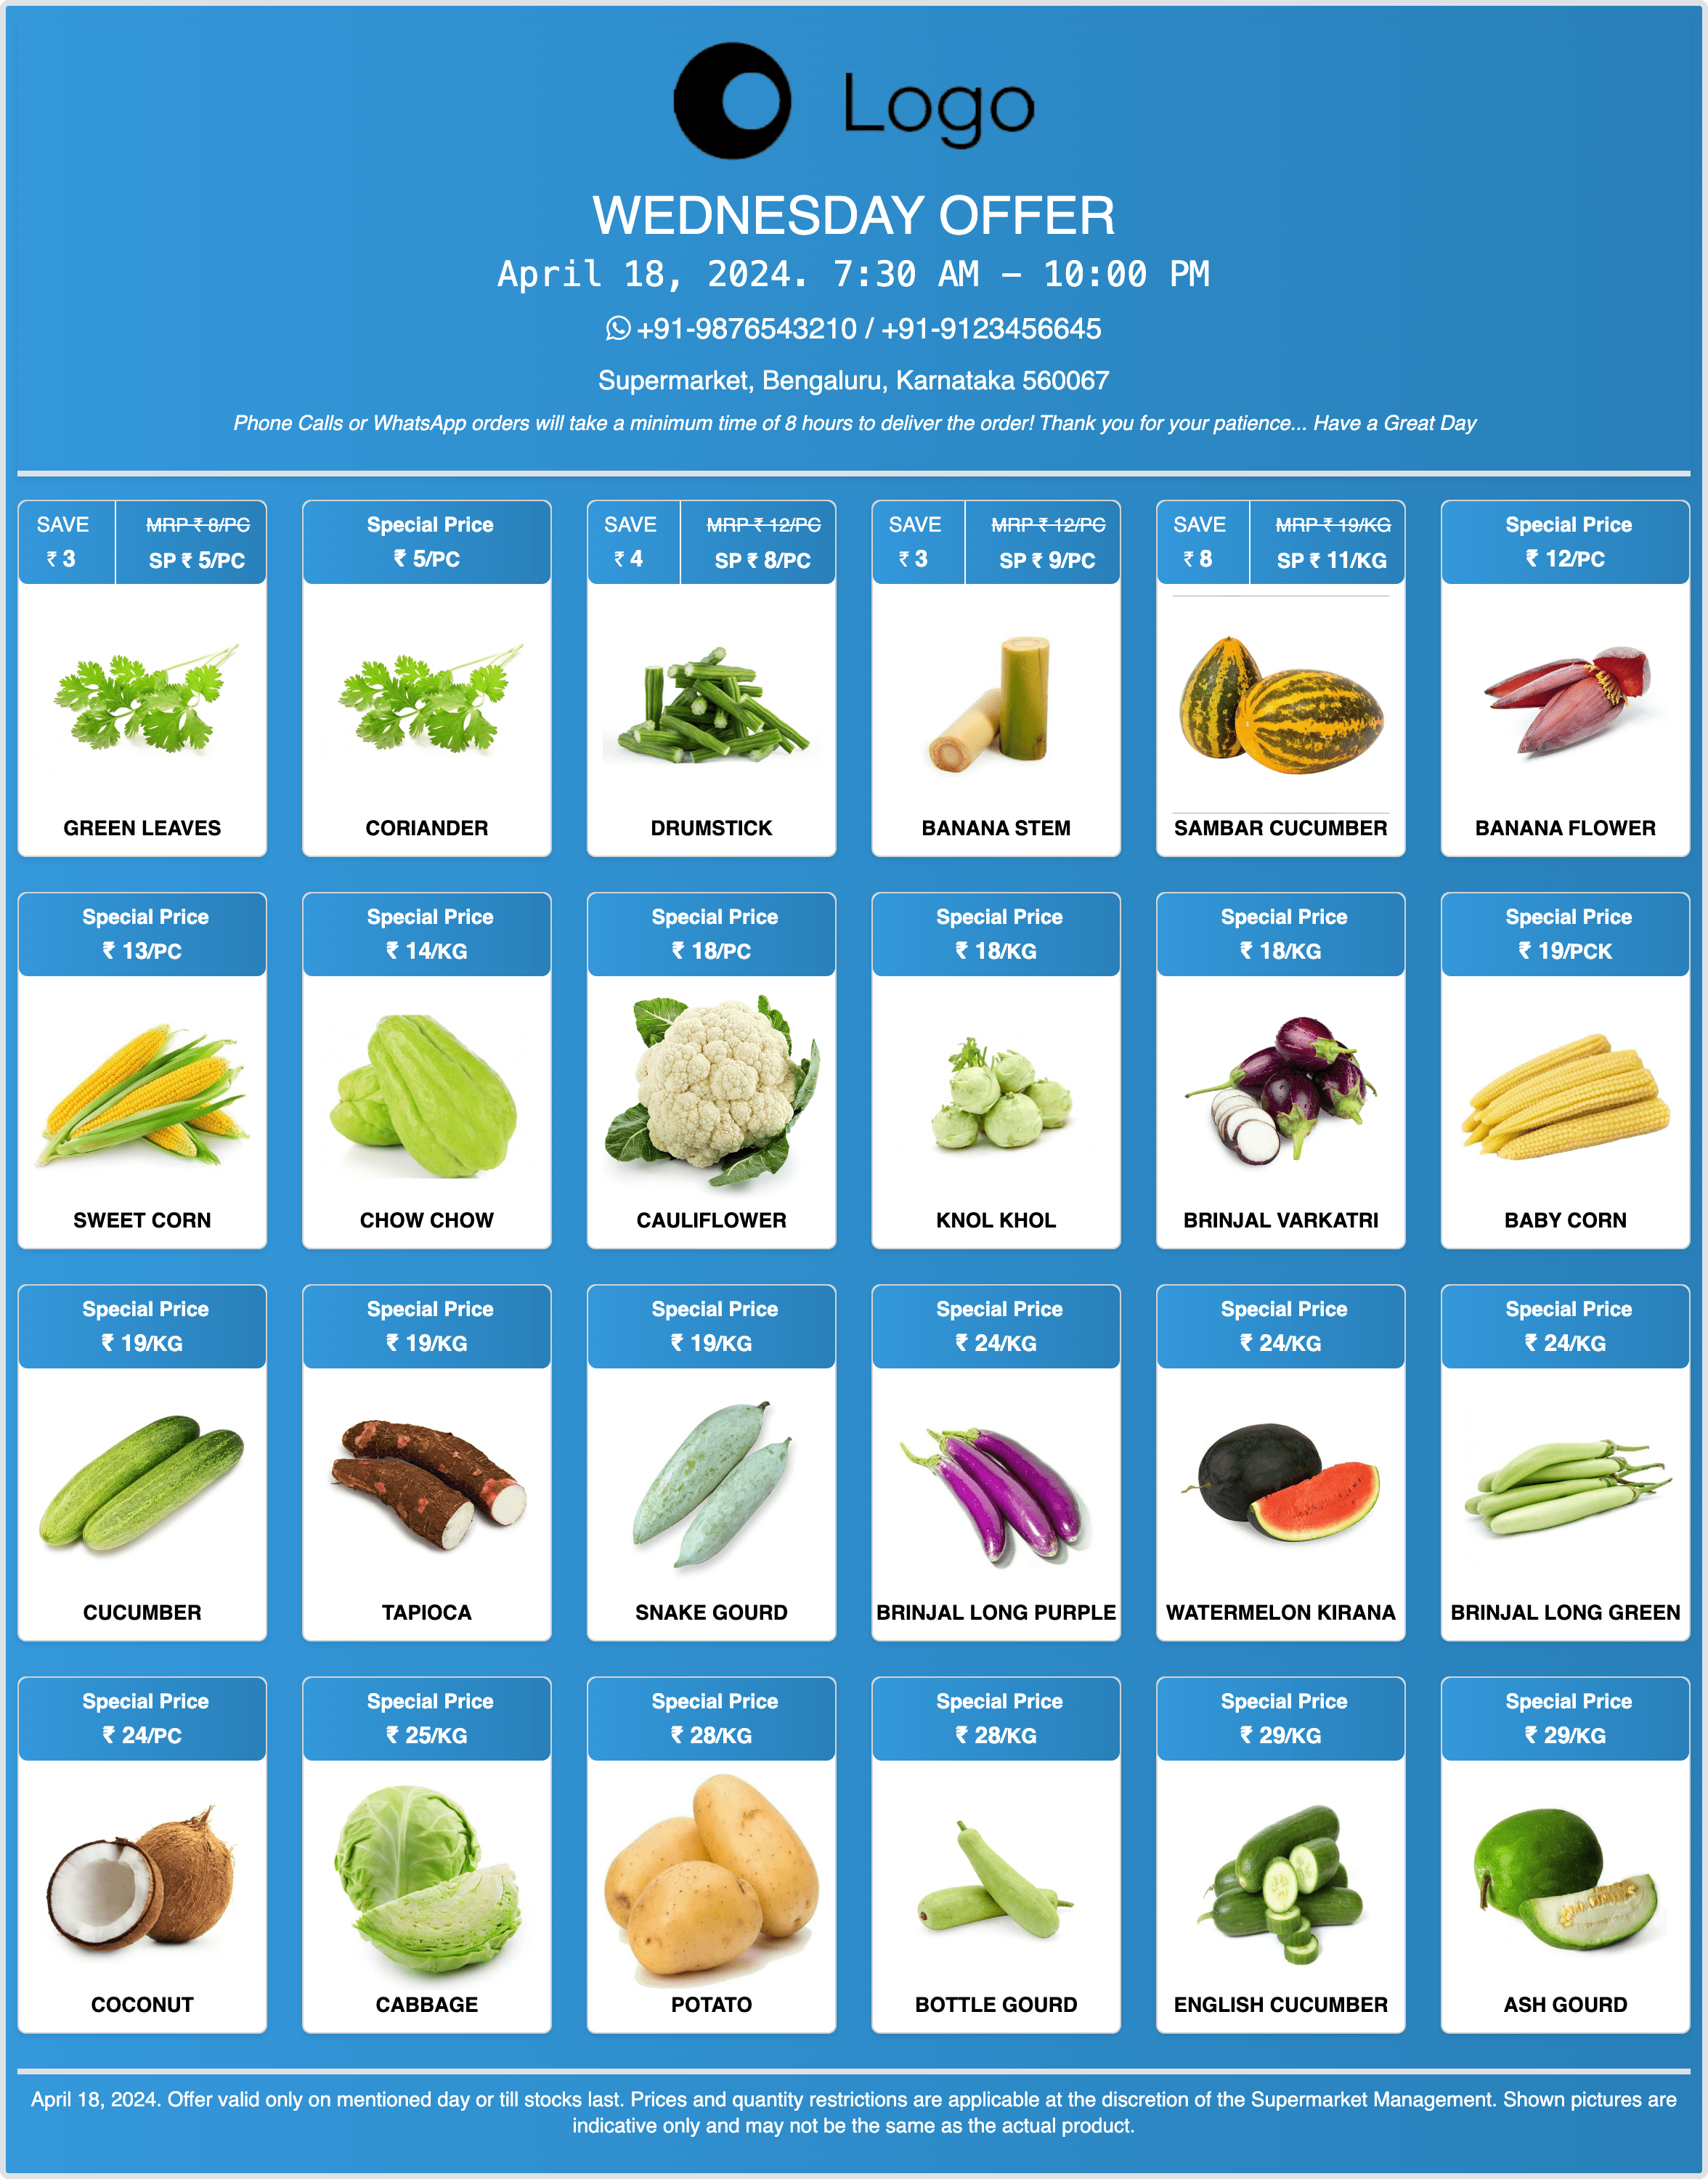 Logo
WEDNESDAY OFFER
April 18, 2024. 7:30 AM – 10:00 PM
+91-9876543210 / +91-9123456645
Supermarket, Bengaluru, Karnataka 560067
Phone Calls or WhatsApp orders will take a minimum time of 8 hours to deliver the order! Thank you for your patience... Have a Great Day
SAVE
₹ 3
MRP ₹ 8/PC
SP ₹ 5/PC
GREEN LEAVES
Special Price
₹ 5/PC
CORIANDER
SAVE
₹ 4
MRP ₹ 12/PC
SP ₹ 8/PC
DRUMSTICK
SAVE
₹ 3
MRP ₹ 12/PC
SP ₹ 9/PC
BANANA STEM
SAVE
₹ 8
MRP ₹ 19/KG
SP ₹ 11/KG
SAMBAR CUCUMBER
Special Price
₹ 12/PC
BANANA FLOWER
Special Price
₹ 13/PC
SWEET CORN
Special Price
₹ 14/KG
CHOW CHOW
Special Price
₹ 18/PC
CAULIFLOWER
Special Price
₹ 18/KG
KNOL KHOL
Special Price
₹ 18/KG
BRINJAL VARKATRI
Special Price
₹ 19/PCK
BABY CORN
Special Price
₹ 19/KG
CUCUMBER
Special Price
₹ 19/KG
TAPIOCA
Special Price
₹ 19/KG
SNAKE GOURD
Special Price
₹ 24/KG
BRINJAL LONG PURPLE
Special Price
₹ 24/KG
WATERMELON KIRANA
Special Price
₹ 24/KG
BRINJAL LONG GREEN
Special Price
₹ 24/PC
COCONUT
Special Price
₹ 25/KG
CABBAGE
Special Price
₹ 28/KG
POTATO
Special Price
₹ 28/KG
BOTTLE GOURD
Special Price
₹ 29/KG
ENGLISH CUCUMBER
Special Price
₹ 29/KG
ASH GOURD
April 18, 2024. Offer valid only on mentioned day or till stocks last. Prices and quantity restrictions are applicable at the discretion of the Supermarket Management. Shown pictures are
indicative only and may not be the same as the actual product.